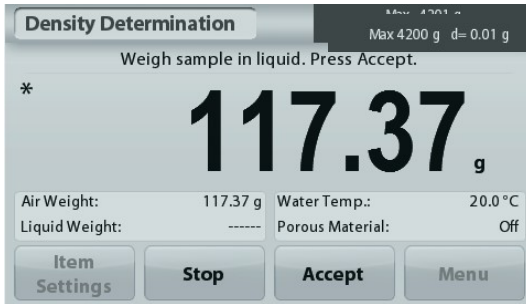 Density Determination
Max 4200 g d= 0.01 g
Weigh sample in liquid. Press Accept.
*
117.37 g
Air Weight: 117.37 g
Liquid Weight: ------
Water Temp.: 20.0 °C
Porous Material: Off
Item Settings
Stop
Accept
Menu